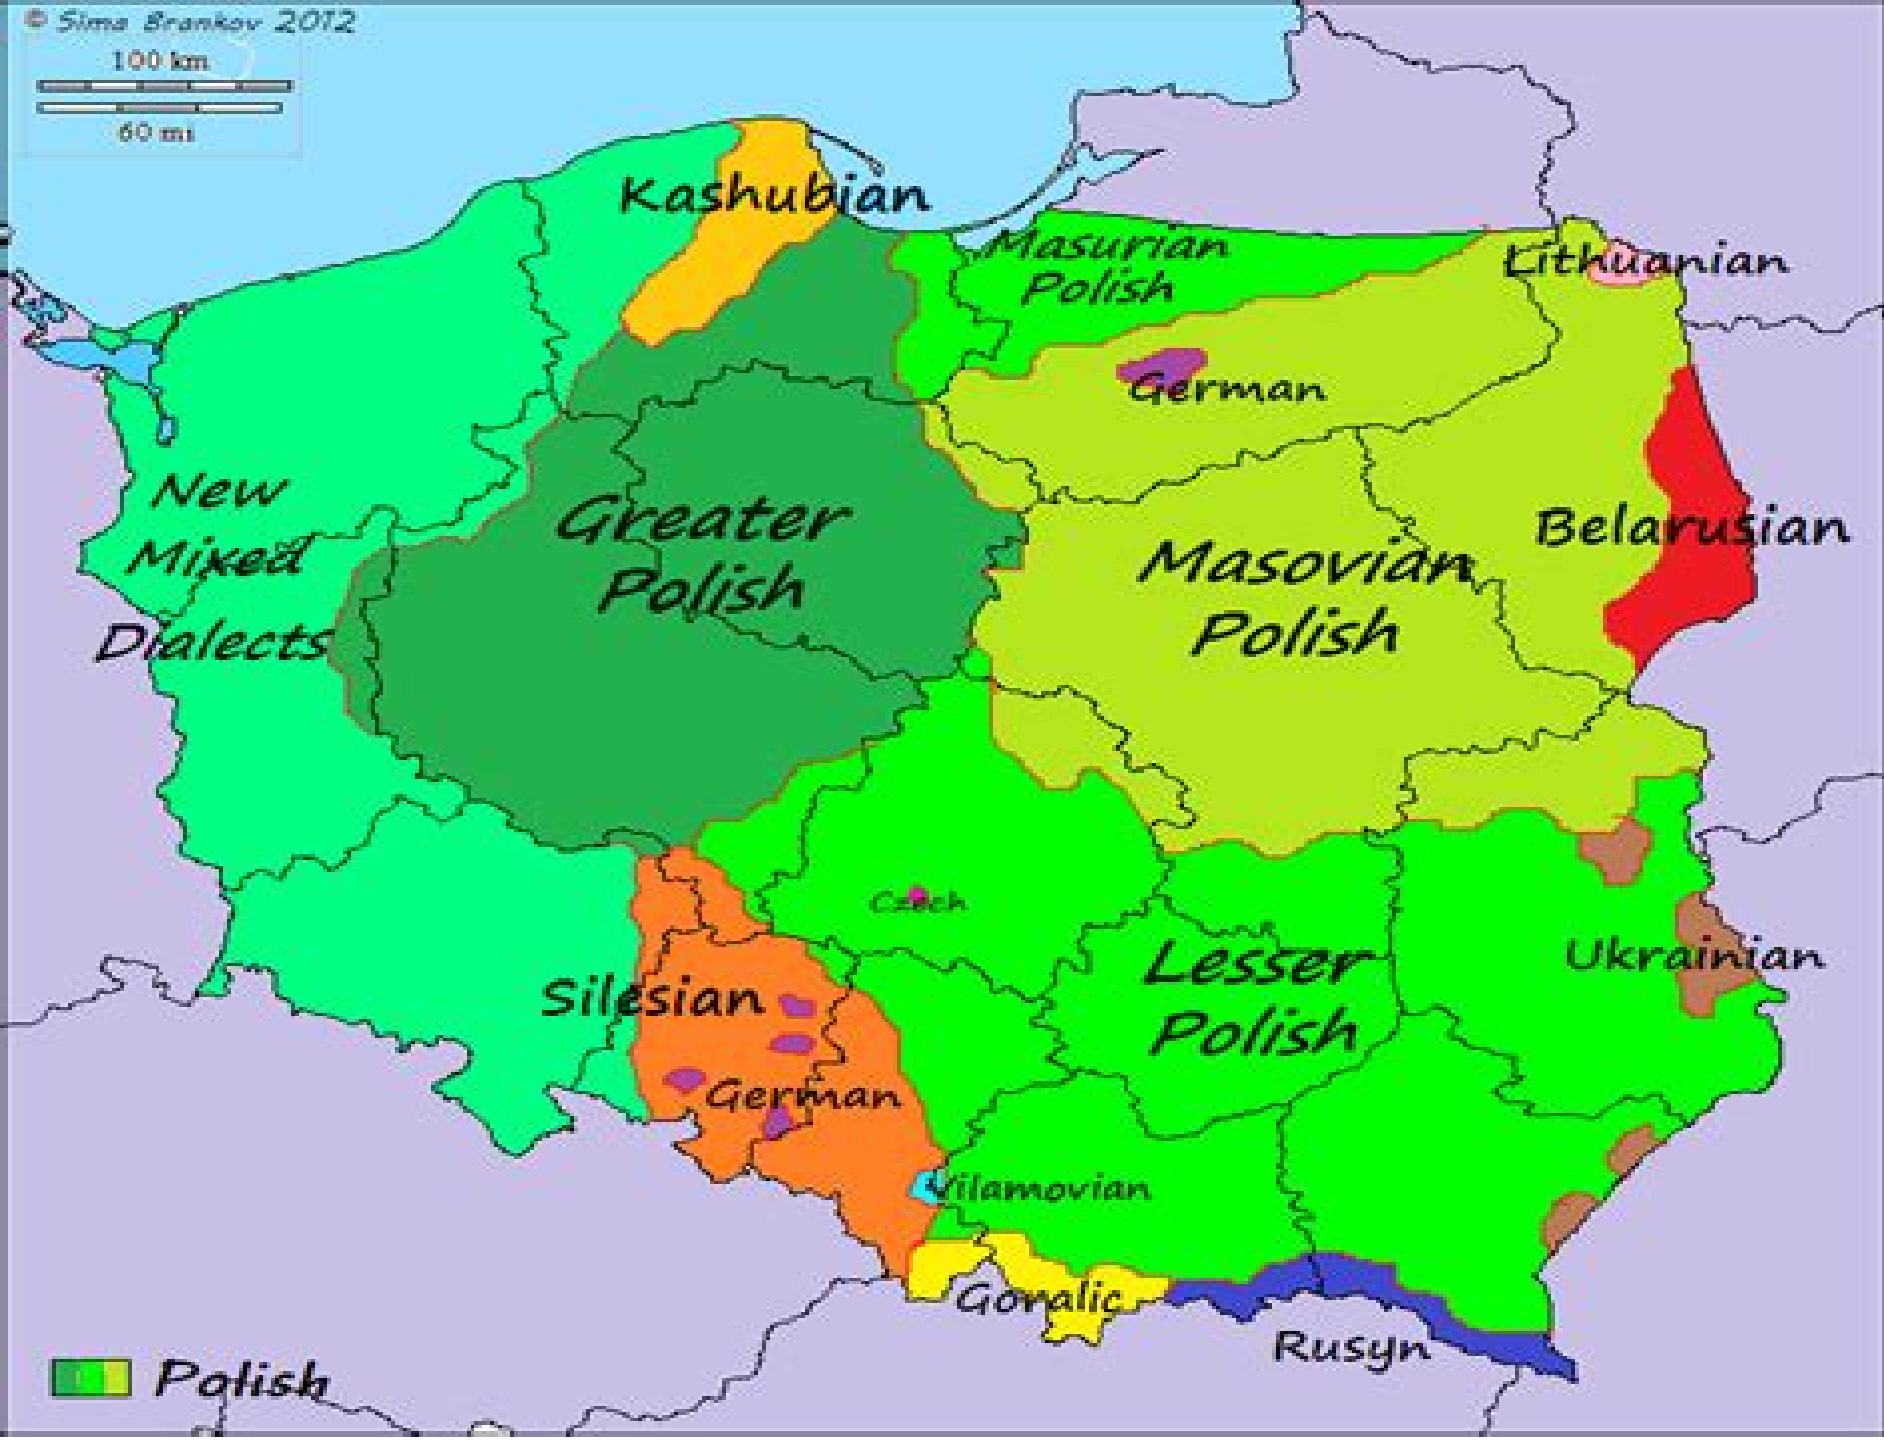 © Sima Brankov 2012
100 km
60 mi
Kashubian
Masurian
Polish
Lithuanian
German
New
Mixed
Dialects
Greater
Polish
Masovian
Polish
Belarusian
Czech
Lesser
Polish
Ukrainian
Silesian
German
Vilamovian
Goralic
Rusyn
Polish